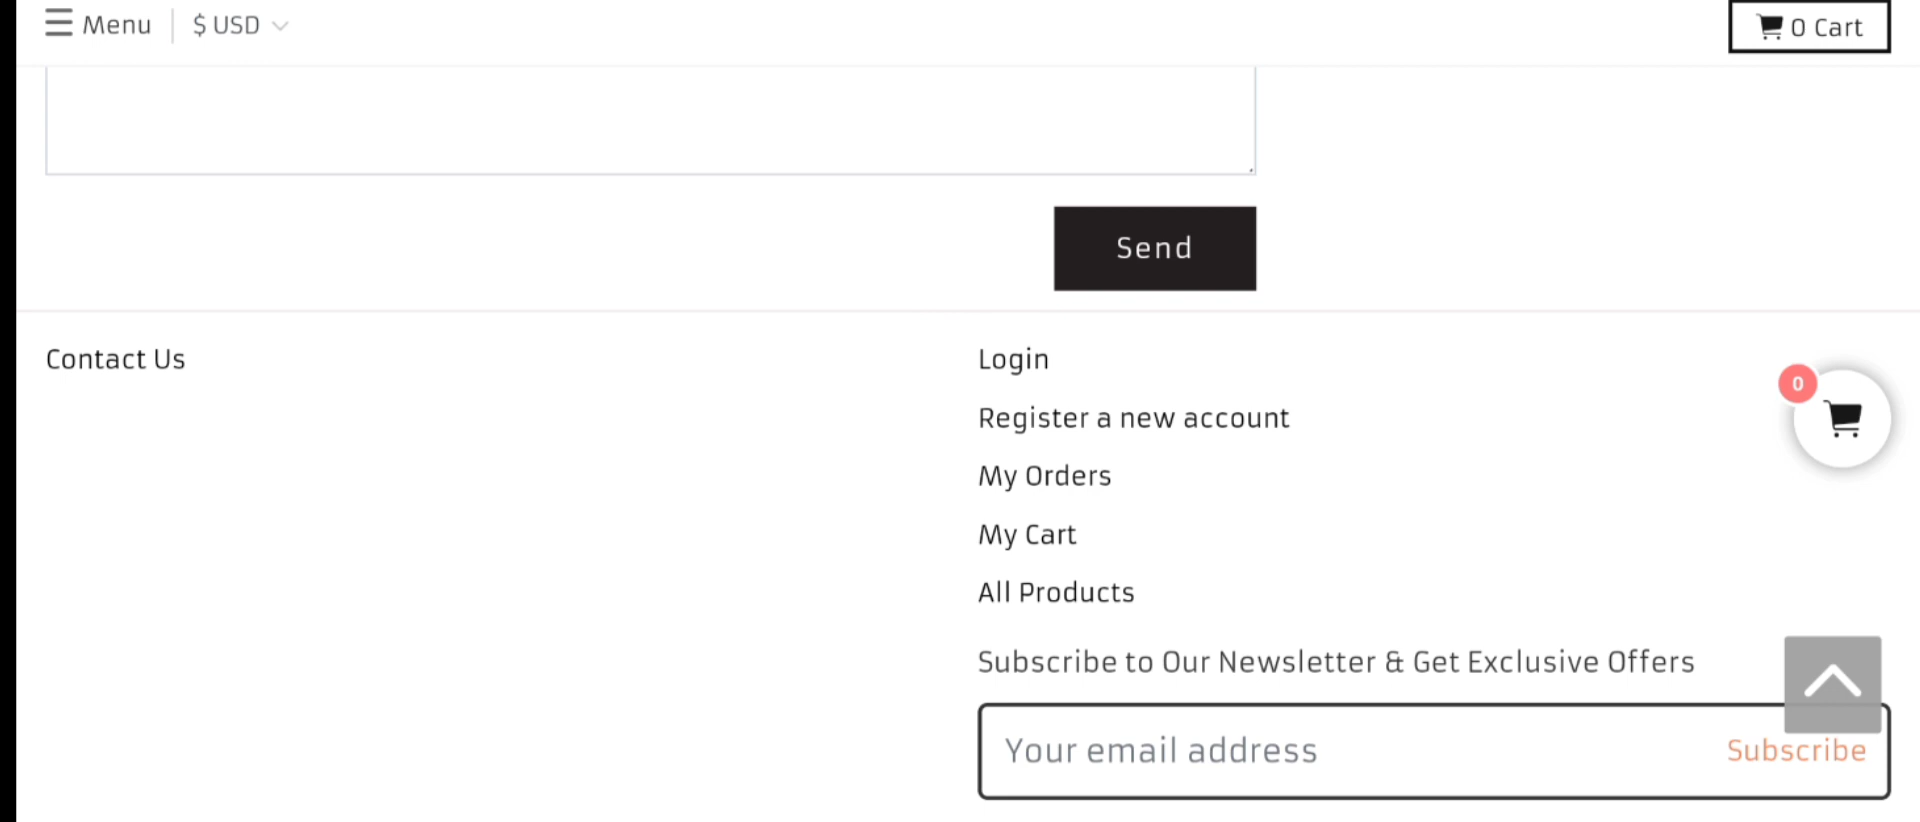 Menu $ USD
0 Cart
Send
Contact Us
Login
Register a new account
My Orders
My Cart
All Products
0
Subscribe to Our Newsletter & Get Exclusive Offers
Your email address
Subscribe